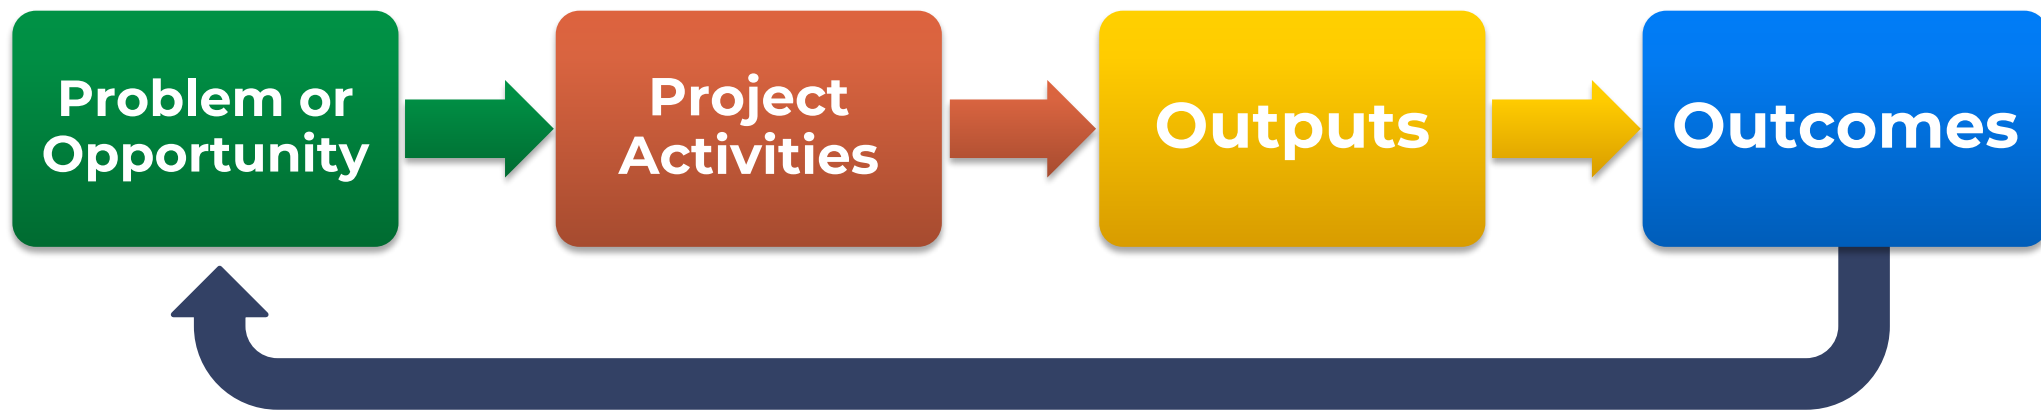 Problem or
Opportunity
Project
Activities
Outputs
Outcomes